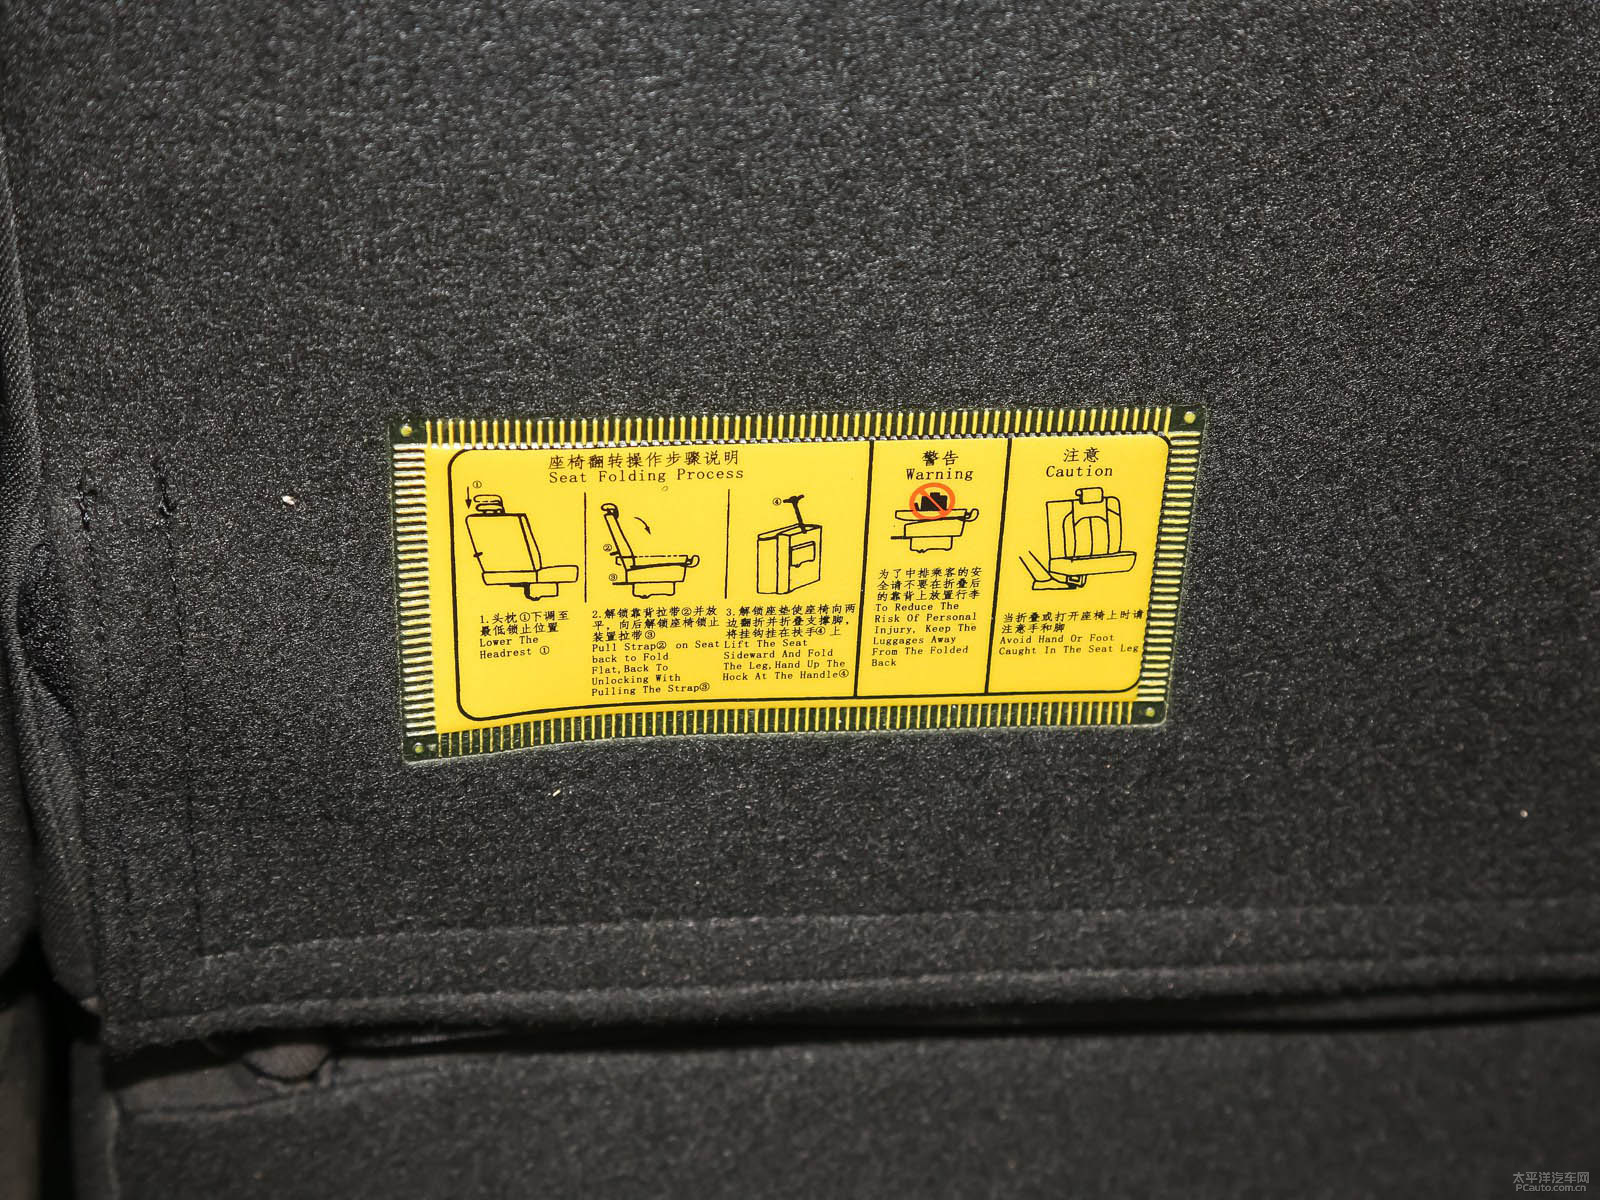 座椅翻转操作步骤说明
Seat Folding Process
①
1.头枕①下调至
最低锁止位置
Lower The
Headrest ①
②
③
2.解锁靠背拉带②并放
平，向后解锁座椅锁止
装置拉带③
Pull Strap② on Seat
back to Fold
Flat,Back To
Unlocking With
Pulling The Strap③
④
3.解锁座垫使座椅向两
边翻折并折叠支撑脚，
将挂钩挂在扶手④上
Lift The Seat
Sideward And Fold
The Leg,Hand Up The
Hock At The Handle④
警告
Warning
为了中排乘客的安
全请不要在折叠后
的靠背上放置行李
To Reduce The
Risk Of Personal
Injury, Keep The
Luggages Away
From The Folded
Back
注意
Caution
当折叠或打开座椅上时请
注意手和脚
Avoid Hand Or Foot
Caught In The Seat Leg
太平洋汽车网
PCauto.com.cn